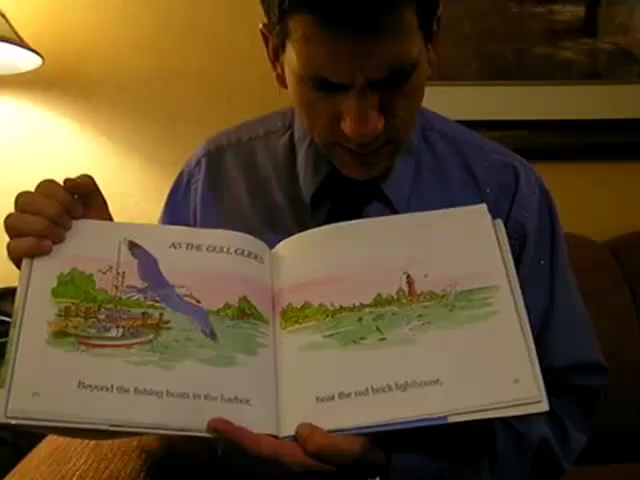 AS THE GULL GLIDES
Beyond the fishing boats in the harbor,
near the red brick lighthouse,